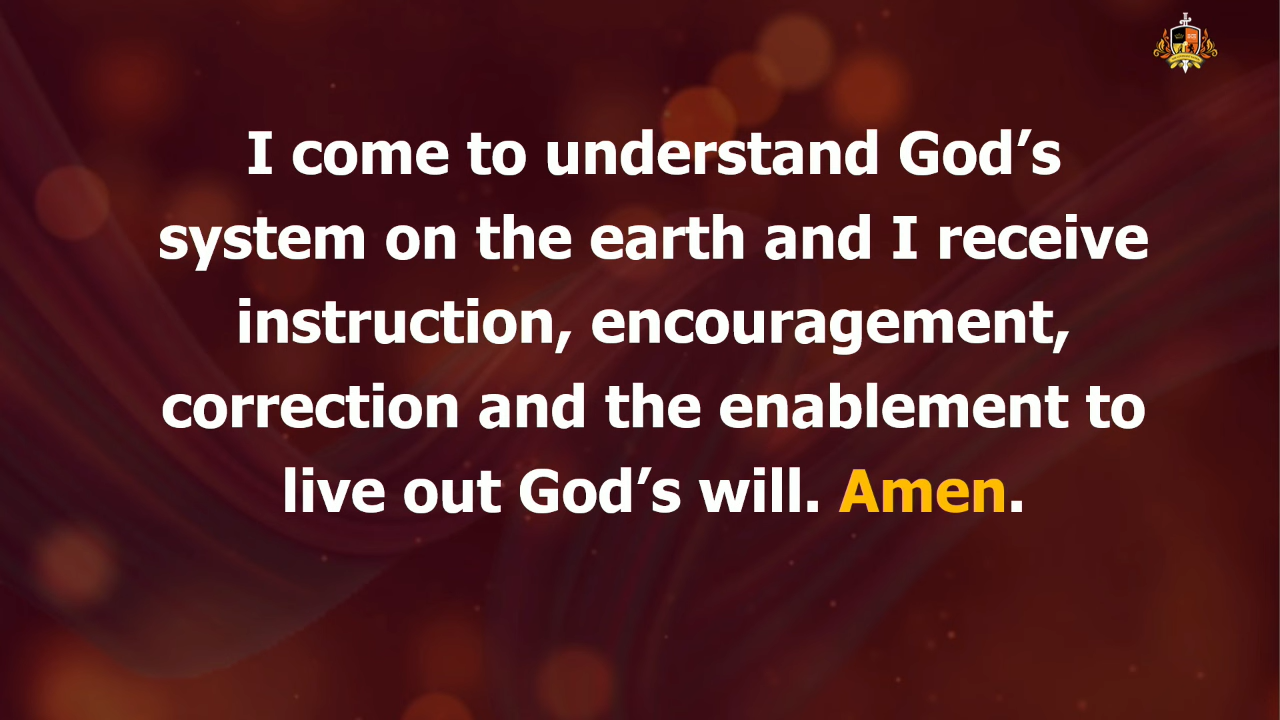 I come to understand God’s
system on the earth and I receive
instruction, encouragement,
correction and the enablement to
live out God’s will. Amen.